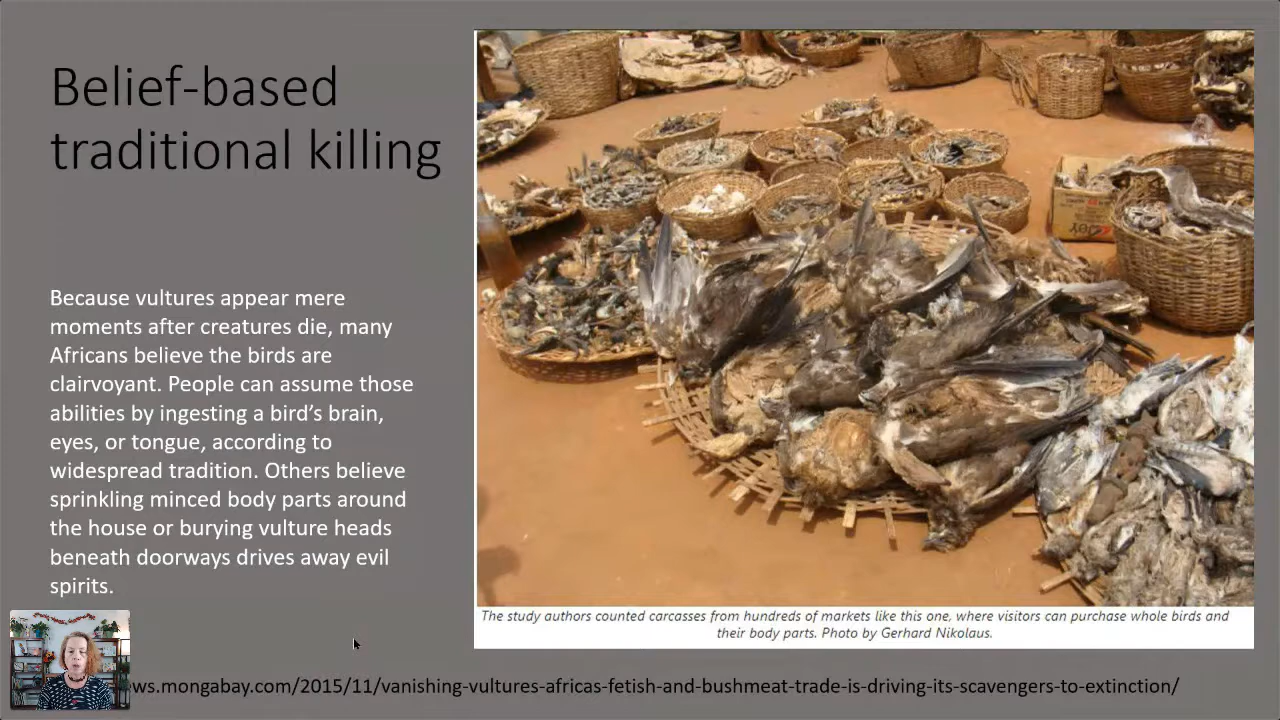 Belief-based
traditional killing
Because vultures appear mere
moments after creatures die, many
Africans believe the birds are
clairvoyant. People can assume those
abilities by ingesting a bird's brain,
eyes, or tongue, according to
widespread tradition. Others believe
sprinkling minced body parts around
the house or burying vulture heads
beneath doorways drives away evil
spirits.
The study authors counted carcasses from hundreds of markets like this one, where visitors can purchase whole birds and
their body parts. Photo by Gerhard Nikolaus.
ws.mongabay.com/2015/11/vanishing-vultures-africas-fetish-and-bushmeat-trade-is-driving-its-scavengers-to-extinction/